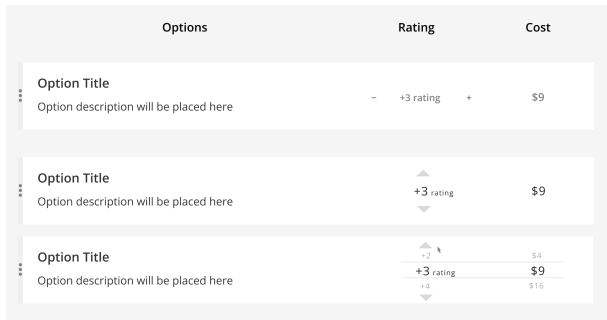 Options Rating Cost
Option Title
Option description will be placed here
− +3 rating + $9
Option Title
Option description will be placed here
+3 rating $9
Option Title
Option description will be placed here
+2 $4
+3 rating $9
+4 $16